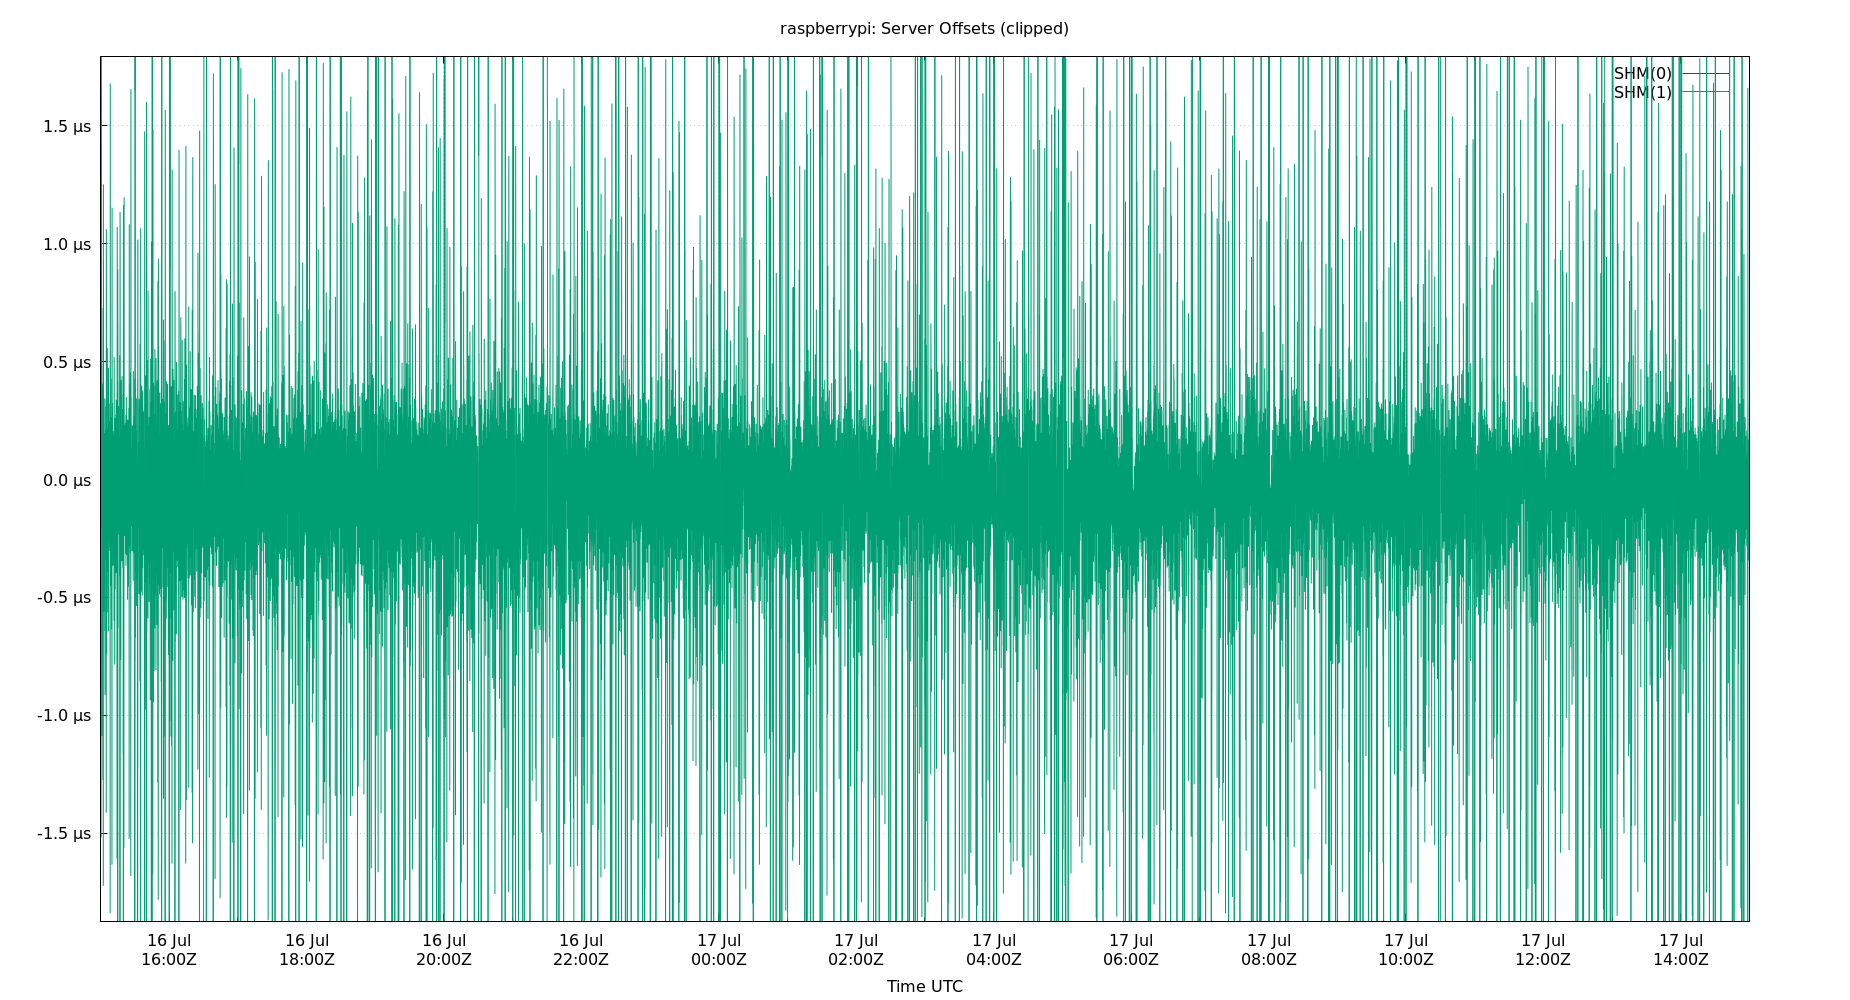 raspberrypi: Server Offsets (clipped)
SHM(0)
SHM(1)
1.5 µs
1.0 µs
0.5 µs
0.0 µs
-0.5 µs
-1.0 µs
-1.5 µs
16 Jul 16 Jul 16 Jul 16 Jul 17 Jul 17 Jul 17 Jul 17 Jul 17 Jul 17 Jul 17 Jul 17 Jul
16:00Z 18:00Z 20:00Z 22:00Z 00:00Z 02:00Z 04:00Z 06:00Z 08:00Z 10:00Z 12:00Z 14:00Z
Time UTC